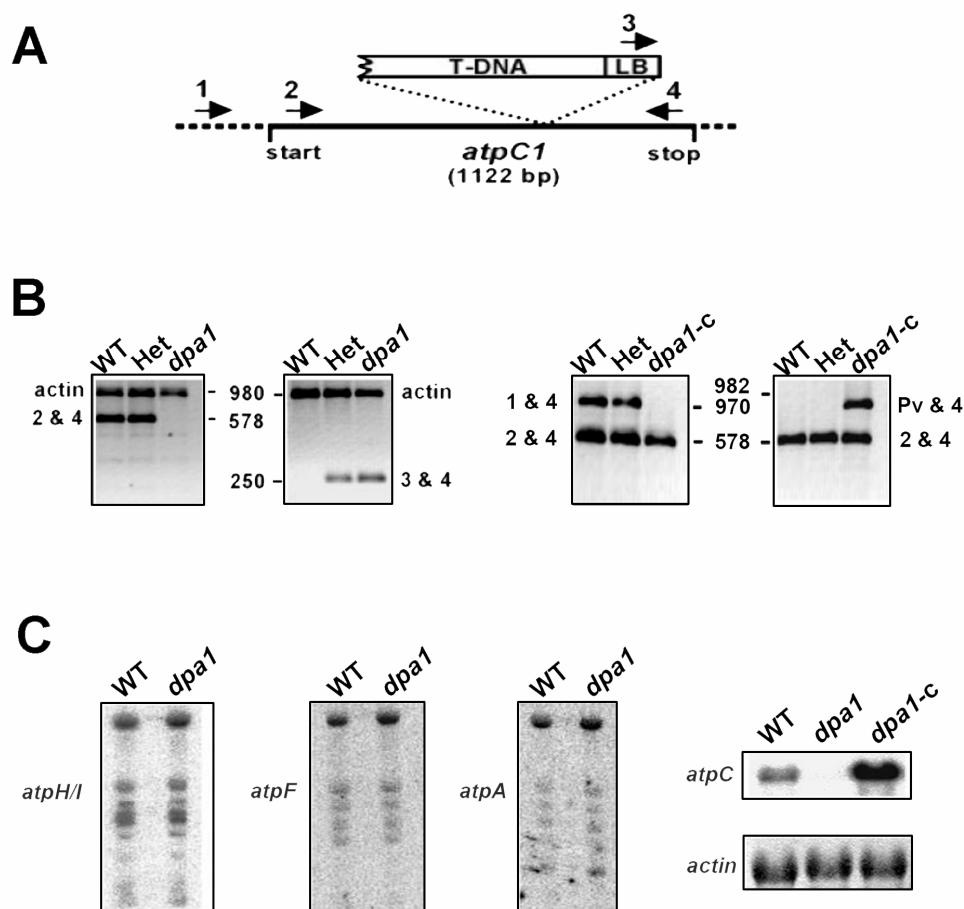 A
3
T-DNA LB
1 2 4
start atpC1 stop
(1122 bp)
B
WT Het dpa1 WT Het dpa1 WT Het dpa1-c WT Het dpa1-c
actin - 980 - actin
2 & 4 - 578
250 - 3 & 4
1 & 4 982 - 970 Pv & 4
2 & 4 - 578 - 2 & 4
C
WT dpa1 WT dpa1 WT dpa1 WT dpa1 dpa1-c
atpH/I atpF atpA atpC
actin